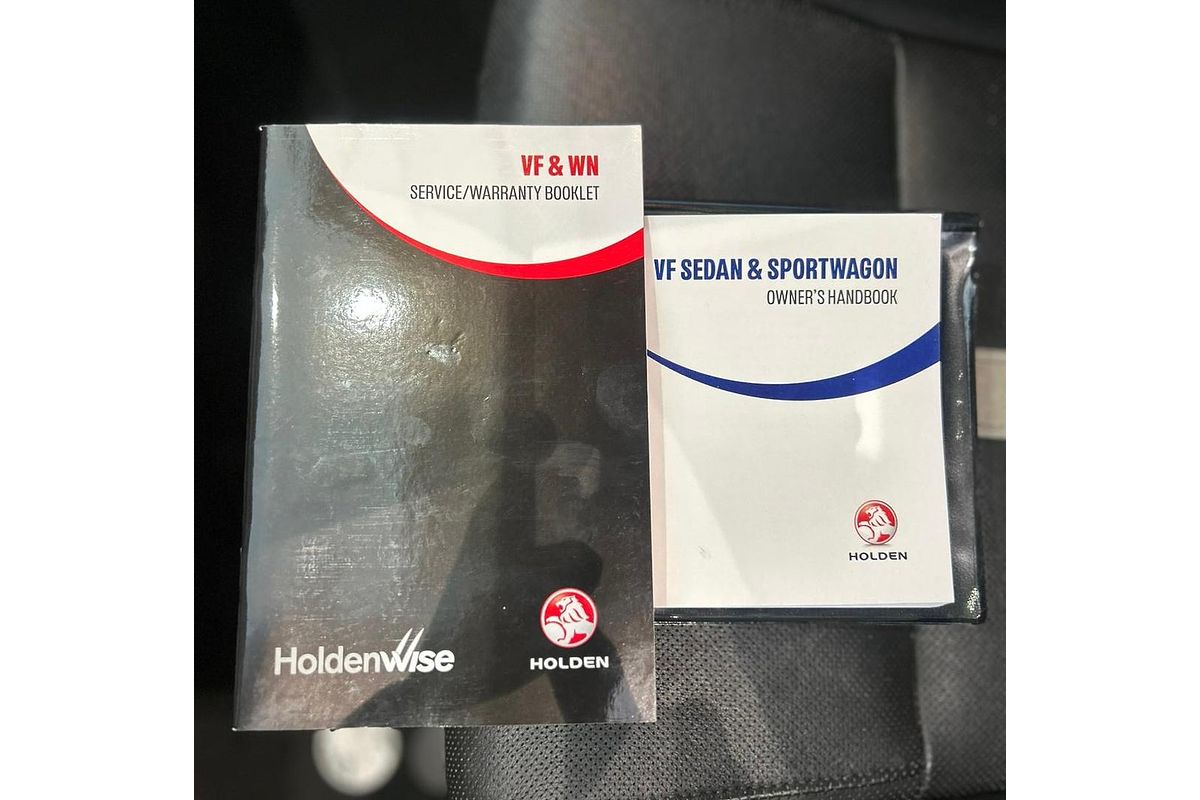 VF & WN
SERVICE/WARRANTY BOOKLET
HoldenWise
HOLDEN
VF SEDAN & SPORTWAGON
OWNER'S HANDBOOK
HOLDEN